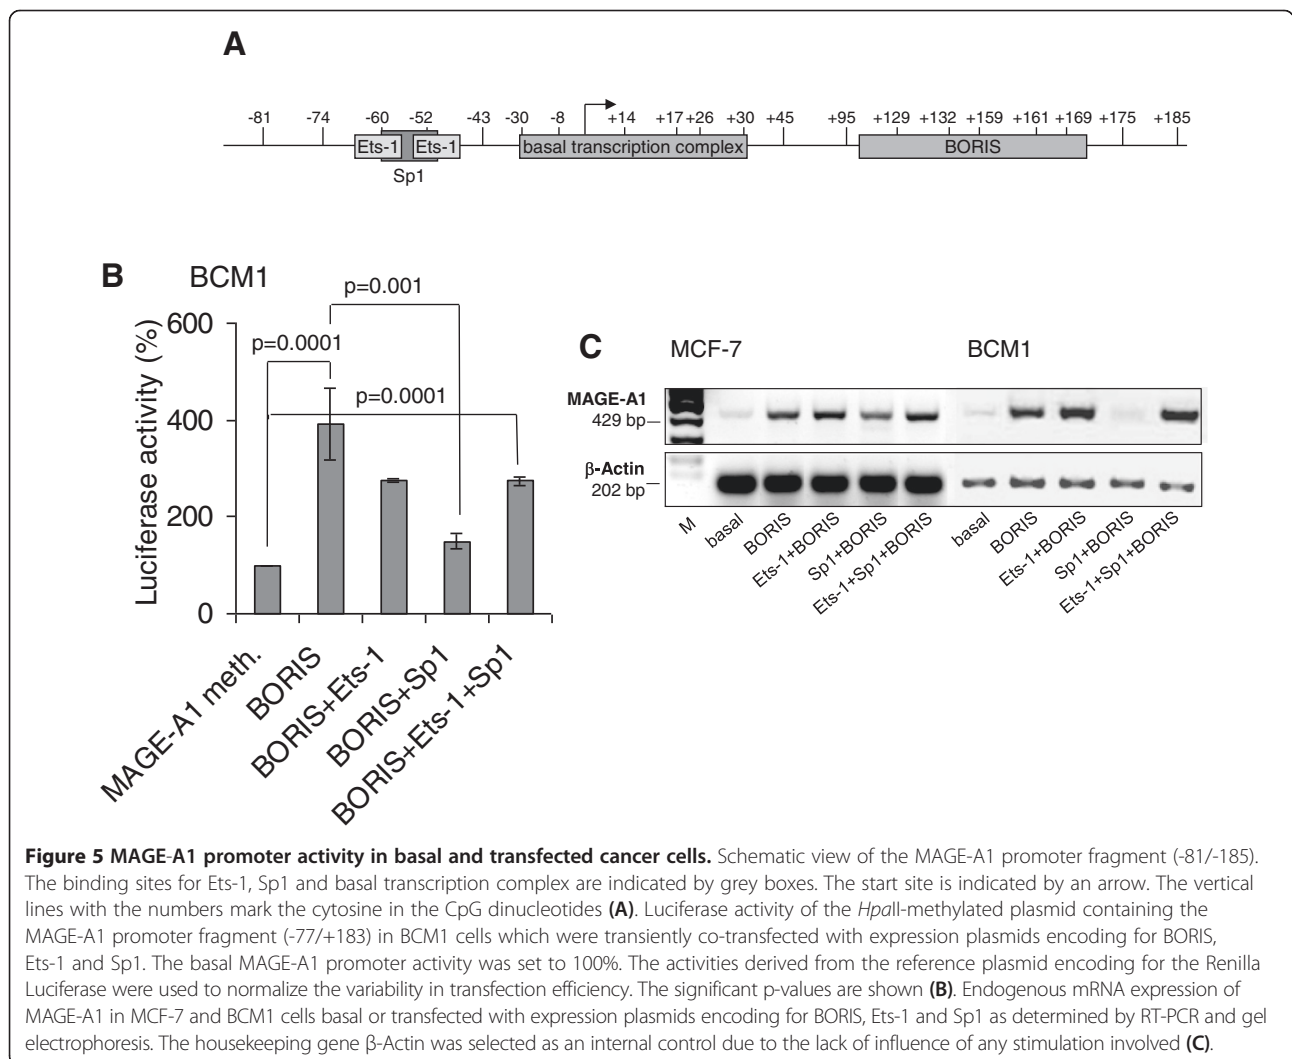 A
-81 -74 -60 -52 -43 -30 -8 +14 +17 +26 +30 +45 +95 +129 +132 +159 +161 +169 +175 +185
Ets-1 Ets-1 basal transcription complex BORIS
Sp1
B BCM1
p=0.001
p=0.0001
p=0.0001
Luciferase activity (%)
600
400
200
0
MAGE-A1 meth.
BORIS
BORIS+Ets-1
BORIS+Sp1
BORIS+Ets-1+Sp1
C MCF-7 BCM1
MAGE-A1
429 bp
β-Actin
202 bp
M basal BORIS Ets-1+BORIS Sp1+BORIS Ets-1+Sp1+BORIS basal BORIS Ets-1+BORIS Sp1+BORIS Ets-1+Sp1+BORIS
Figure 5 MAGE-A1 promoter activity in basal and transfected cancer cells. Schematic view of the MAGE-A1 promoter fragment (-81/-185).
The binding sites for Ets-1, Sp1 and basal transcription complex are indicated by grey boxes. The start site is indicated by an arrow. The vertical
lines with the numbers mark the cytosine in the CpG dinucleotides (A). Luciferase activity of the HpaII-methylated plasmid containing the
MAGE-A1 promoter fragment (-77/+183) in BCM1 cells which were transiently co-transfected with expression plasmids encoding for BORIS,
Ets-1 and Sp1. The basal MAGE-A1 promoter activity was set to 100%. The activities derived from the reference plasmid encoding for the Renilla
Luciferase were used to normalize the variability in transfection efficiency. The significant p-values are shown (B). Endogenous mRNA expression of
MAGE-A1 in MCF-7 and BCM1 cells basal or transfected with expression plasmids encoding for BORIS, Ets-1 and Sp1 as determined by RT-PCR and gel
electrophoresis. The housekeeping gene β-Actin was selected as an internal control due to the lack of influence of any stimulation involved (C).